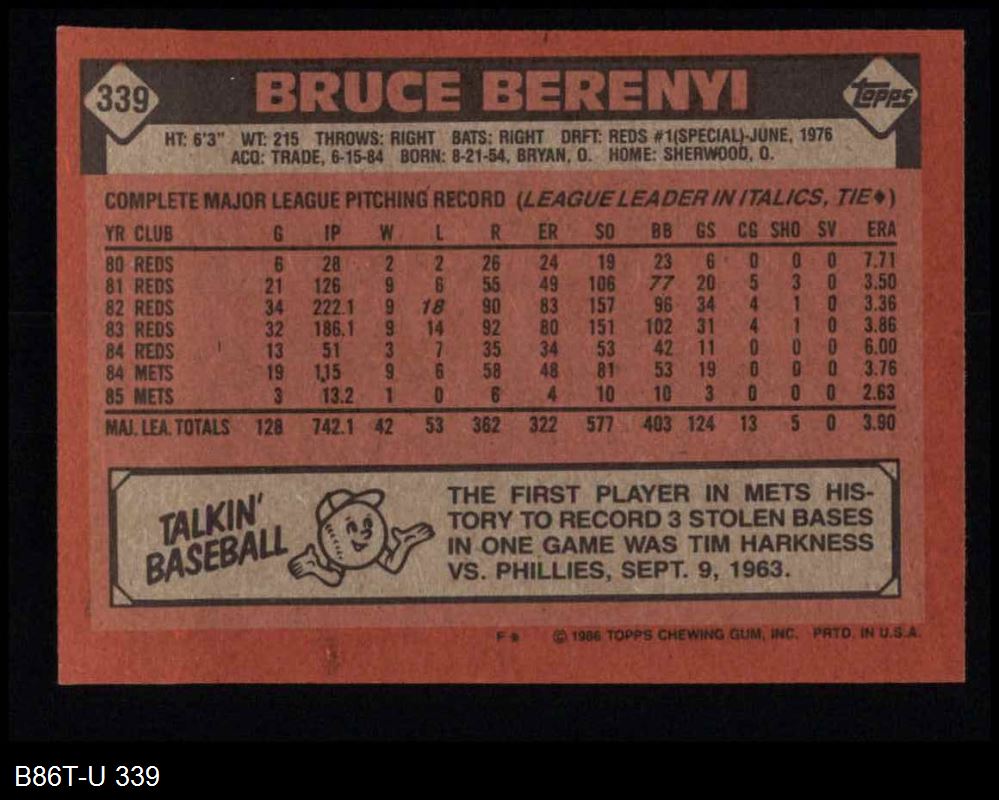 339
BRUCE BERENYI
Topps
HT: 6'3" WT: 215 THROWS: RIGHT BATS: RIGHT DRFT: REDS #1(SPECIAL)-JUNE, 1976
ACQ: TRADE, 6-15-84 BORN: 8-21-54, BRYAN, O. HOME: SHERWOOD, O.
COMPLETE MAJOR LEAGUE PITCHING RECORD (LEAGUE LEADER IN ITALICS, TIE♦)
YR CLUB G IP W L R ER SO BB GS CG SHO SV ERA
80 REDS 6 28 2 2 26 24 19 23 6 0 0 0 7.71
81 REDS 21 126 9 6 55 49 106 77 20 5 3 0 3.50
82 REDS 34 222.1 9 18 90 83 157 96 34 4 1 0 3.36
83 REDS 32 186.1 9 14 92 80 151 102 31 4 1 0 3.86
84 REDS 13 51 3 7 35 34 53 42 11 0 0 0 6.00
84 METS 19 115 9 6 58 48 81 53 19 0 0 0 3.76
85 METS 3 13.2 1 0 6 4 10 10 3 0 0 0 2.63
MAJ. LEA. TOTALS 128 742.1 42 53 362 322 577 403 124 13 5 0 3.90
TALKIN'
BASEBALL
THE FIRST PLAYER IN METS HIS-
TORY TO RECORD 3 STOLEN BASES
IN ONE GAME WAS TIM HARKNESS
VS. PHILLIES, SEPT. 9, 1963.
F* © 1986 TOPPS CHEWING GUM, INC. PRTD. IN U.S.A.
B86T-U 339